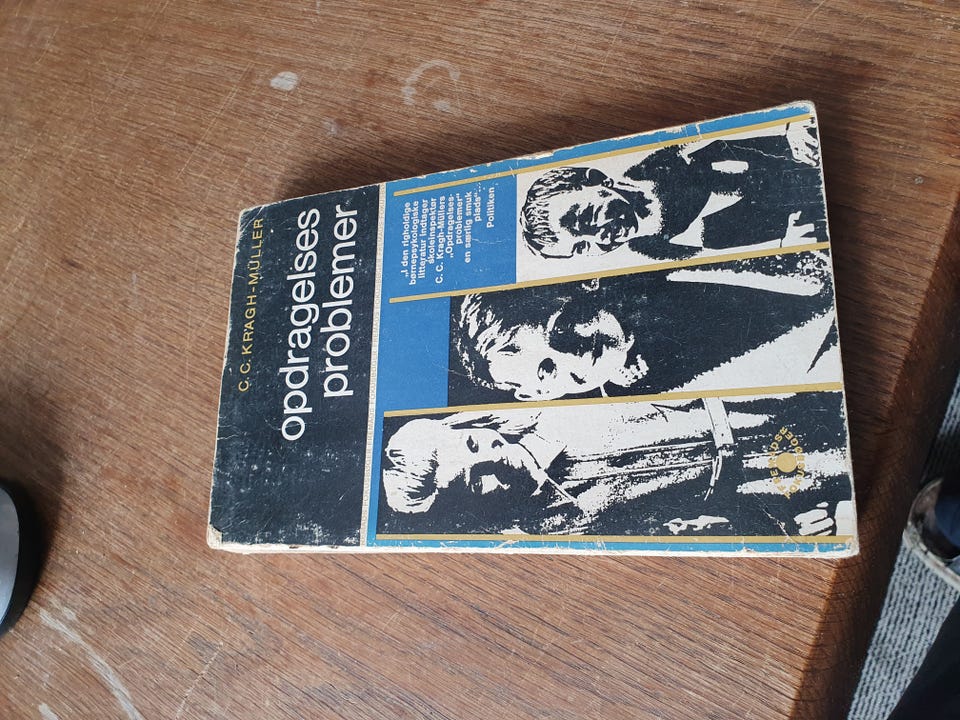 C. C. KRAGH-MÜLLER
opdragelses
problemer
„I den righoldige
børnepsykologiske
litteratur indtager
skoleinspektør
C. C. Kragh-Müllers
„Opdragelses-
problemer“
en særlig smuk
plads“...
Politiken